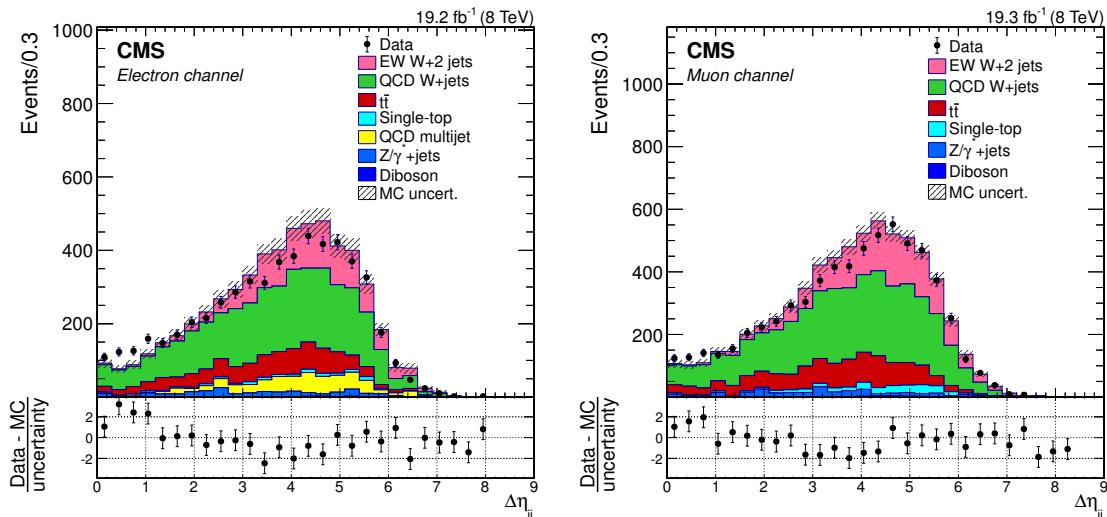 19.2 fb⁻¹ (8 TeV)
Events/0.3
1000
800
600
400
200
CMS
Electron channel
Data
EW W+2 jets
QCD W+jets
tt̄
Single-top
QCD multijet
Z/γ* +jets
Diboson
MC uncert.
Data - MC
uncertainty
2
0
-2
0 1 2 3 4 5 6 7 8 9
Δη_jj
19.3 fb⁻¹ (8 TeV)
Events/0.3
1000
800
600
400
200
0
CMS
Muon channel
Data
EW W+2 jets
QCD W+jets
tt̄
Single-top
Z/γ* +jets
Diboson
MC uncert.
Data - MC
uncertainty
2
0
-2
0 1 2 3 4 5 6 7 8 9
Δη_jj